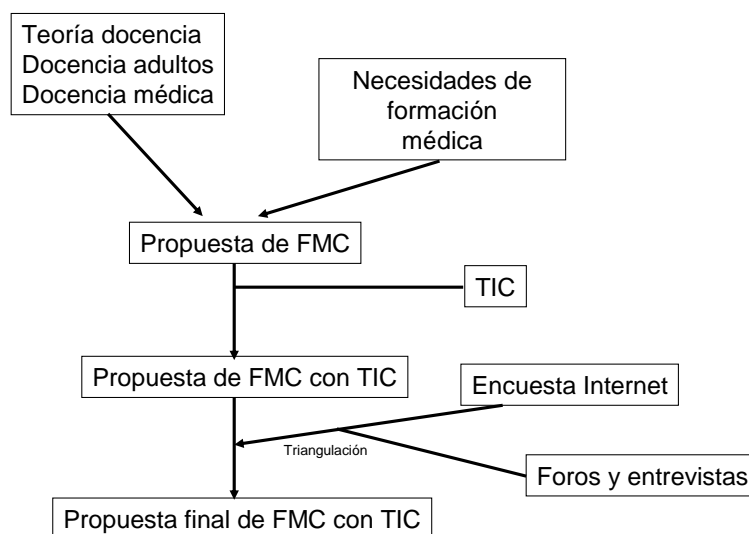 Teoría docencia
Docencia adultos
Docencia médica
Necesidades de
formación
médica
Propuesta de FMC
TIC
Propuesta de FMC con TIC
Encuesta Internet
Triangulación
Foros y entrevistas
Propuesta final de FMC con TIC